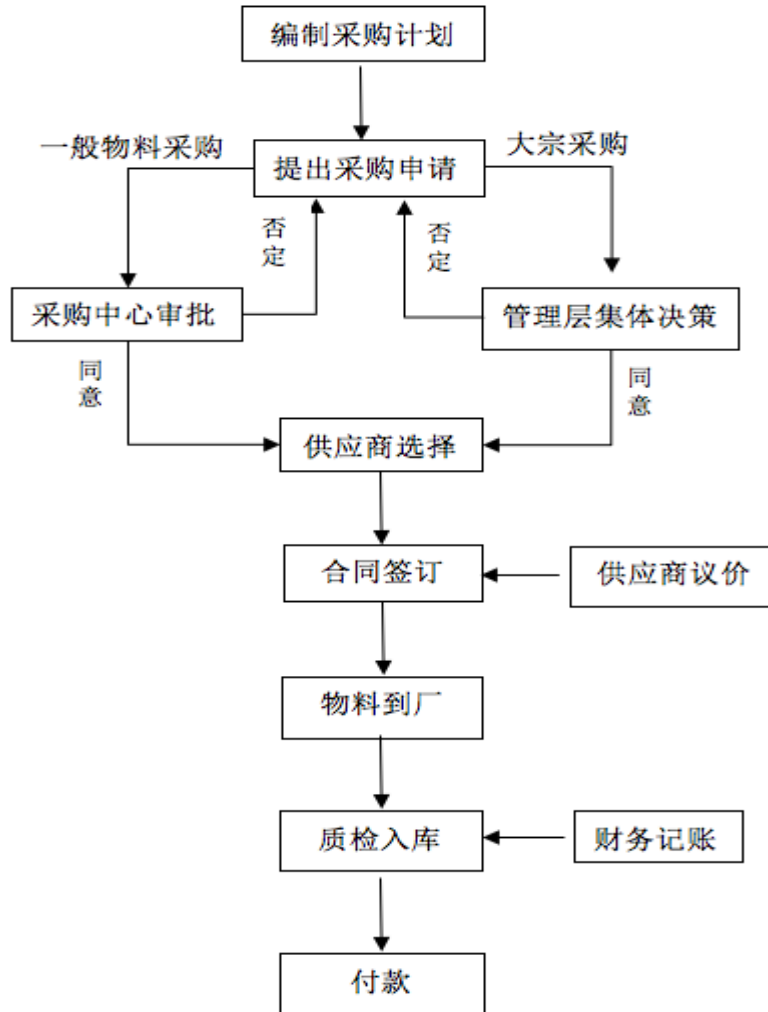 编制采购计划
一般物料采购
大宗采购
提出采购申请
否定
否定
采购中心审批
管理层集体决策
同意
同意
供应商选择
合同签订
供应商议价
物料到厂
质检入库
财务记账
付款